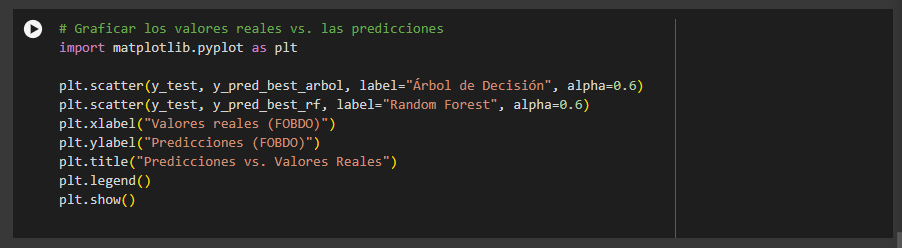 # Graficar los valores reales vs. las predicciones
import matplotlib.pyplot as plt
plt.scatter(y_test, y_pred_best_arbol, label="Árbol de Decisión", alpha=0.6)
plt.scatter(y_test, y_pred_best_rf, label="Random Forest", alpha=0.6)
plt.xlabel("Valores reales (FOBDO)")
plt.ylabel("Predicciones (FOBDO)")
plt.title("Predicciones vs. Valores Reales")
plt.legend()
plt.show()